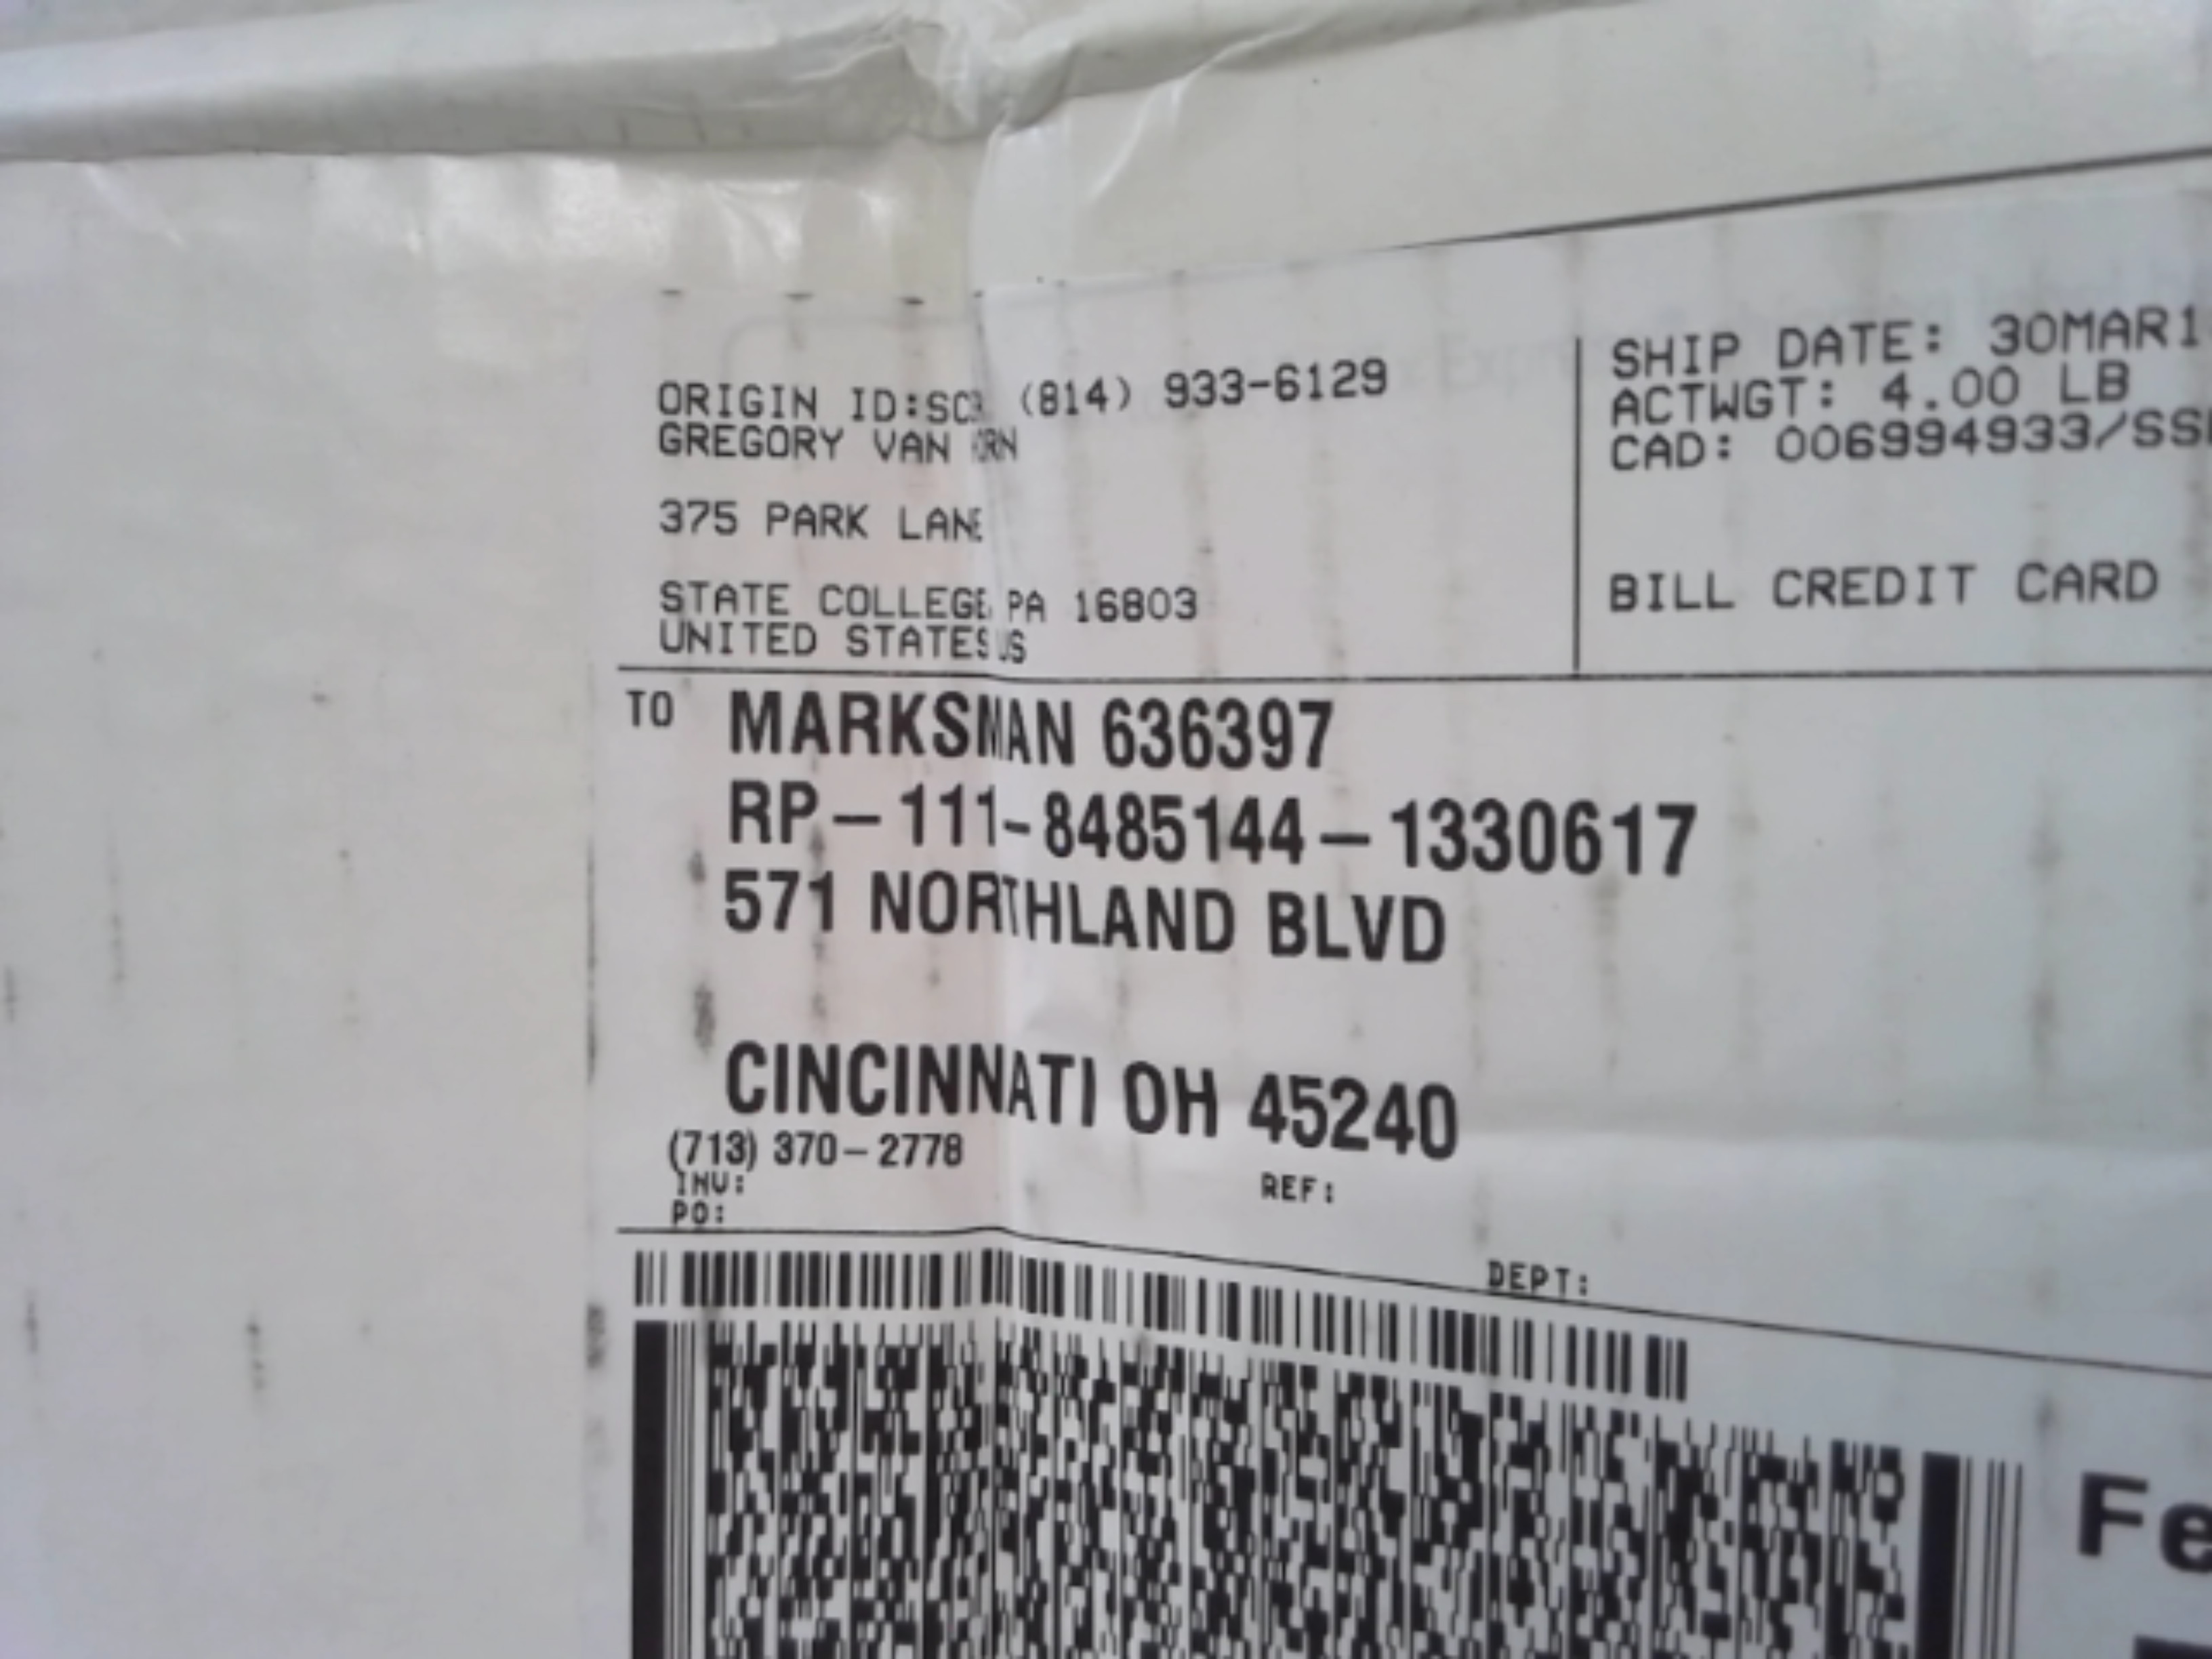 ORIGIN ID: (814) 933-6129
GREGORY VAN
375 PARK LANE
STATE COLLEGE, PA 16803
UNITED STATES US
SHIP DATE: 30MAR1
ACTWGT: 4.00 LB
CAD: 006994933/SS
BILL CREDIT CARD
TO MARKSMAN 636397
RP-111-8485144-1330617
571 NORTHLAND BLVD
CINCINNATI OH 45240
(713) 370-2778
INV:
REF:
PO:
DEPT:
Fe